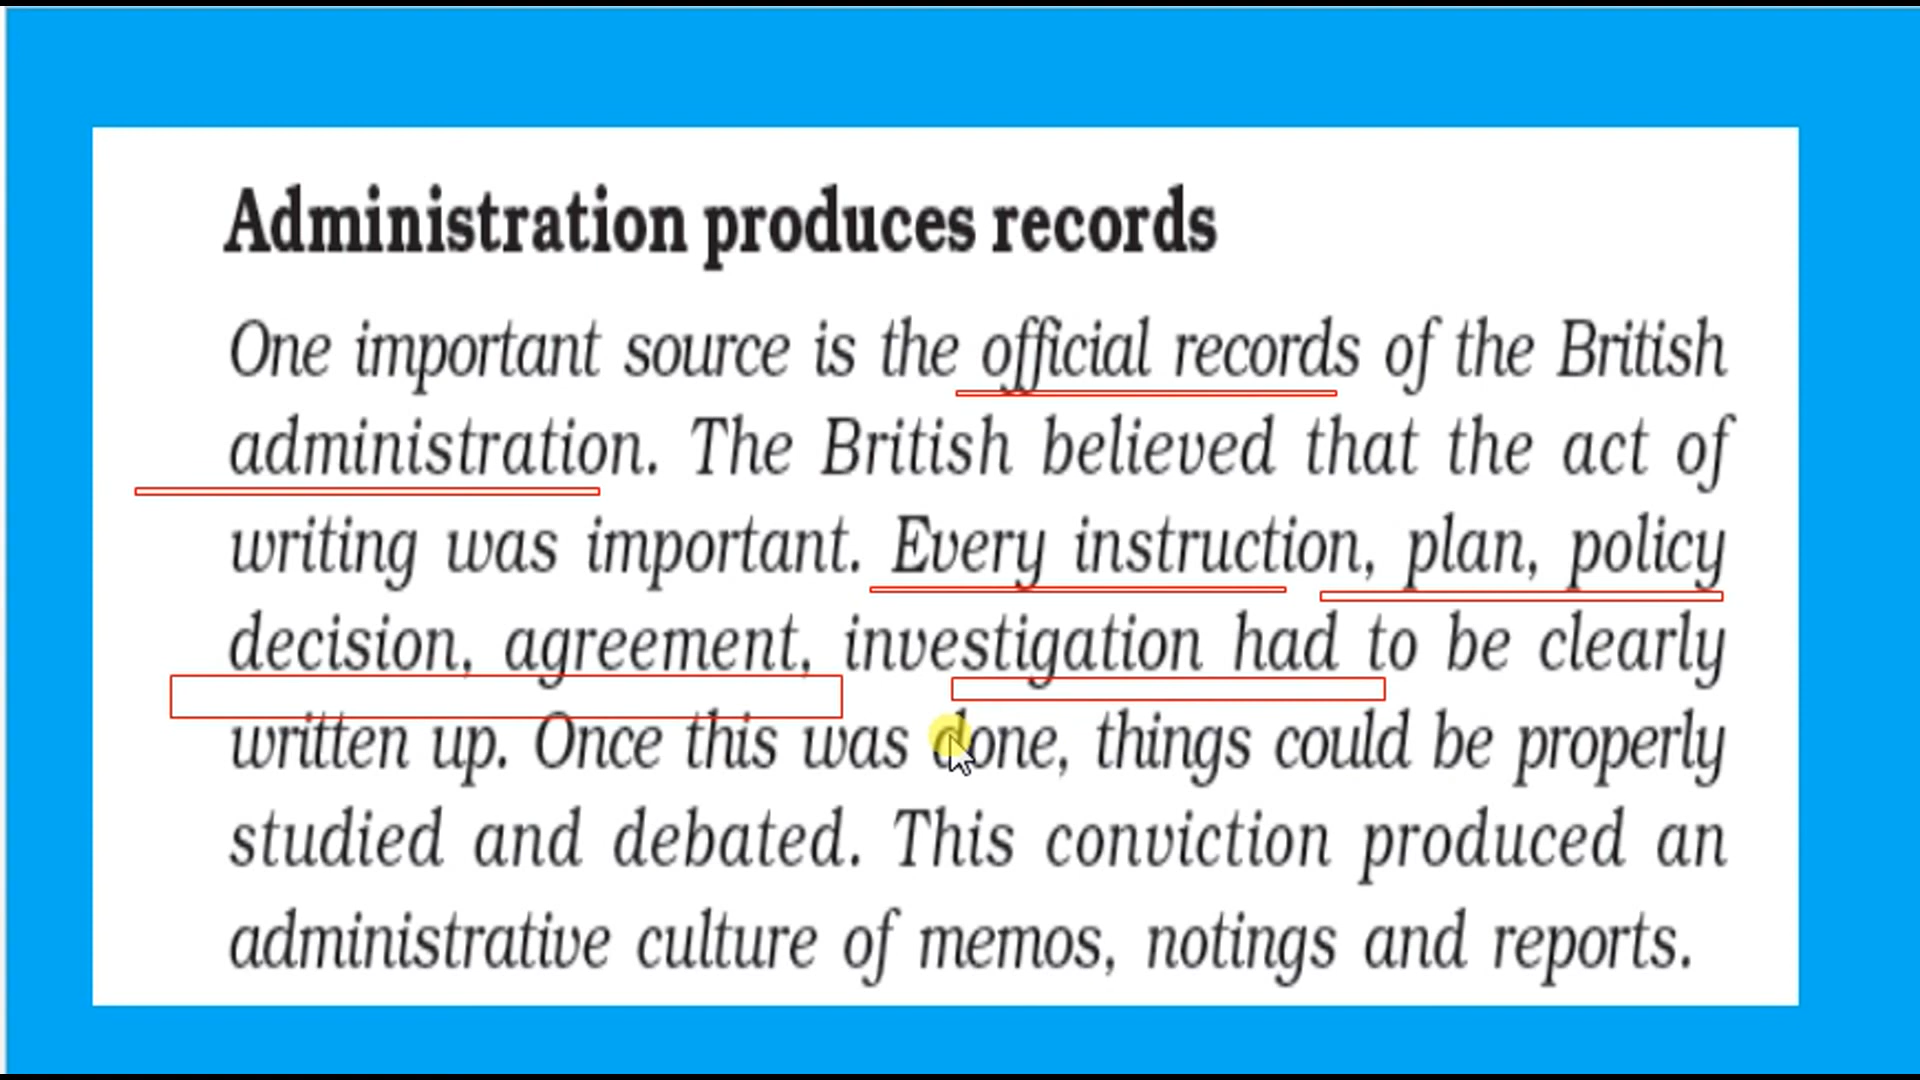 Administration produces records
One important source is the official records of the British
administration. The British believed that the act of
writing was important. Every instruction, plan, policy
decision, agreement, investigation had to be clearly
written up. Once this was done, things could be properly
studied and debated. This conviction produced an
administrative culture of memos, notings and reports.